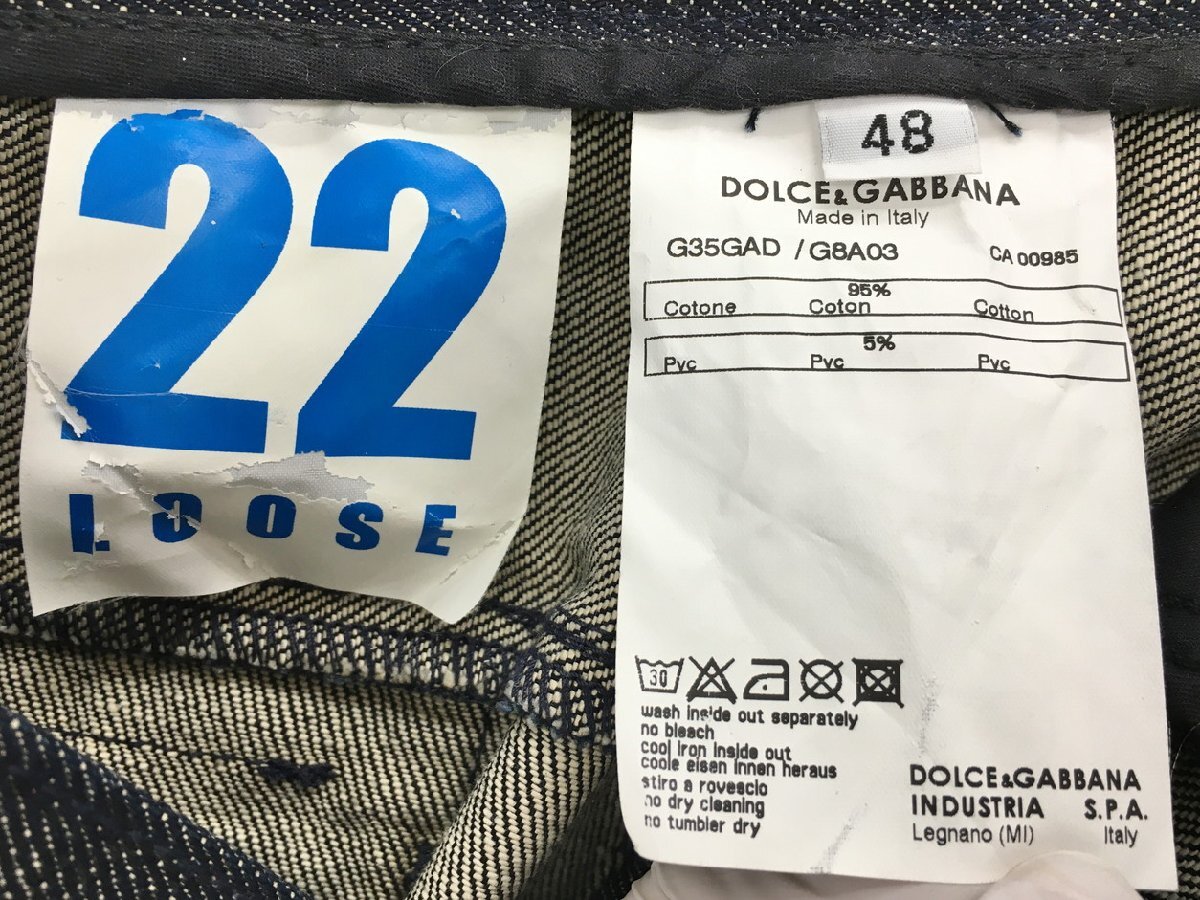 22
LOOSE
48
DOLCE&GABBANA
Made in Italy
G35GAD / G8A03 CA 00985
95%
Cotone Coton Cotton
5%
Pvc Pvc Pvc
30
wash inside out separately
no bleach
cool iron inside out
coole eisen innen heraus
stiro a rovescio
no dry cleaning
no tumbler dry
DOLCE&GABBANA
INDUSTRIA S.P.A.
Legnano (MI) Italy